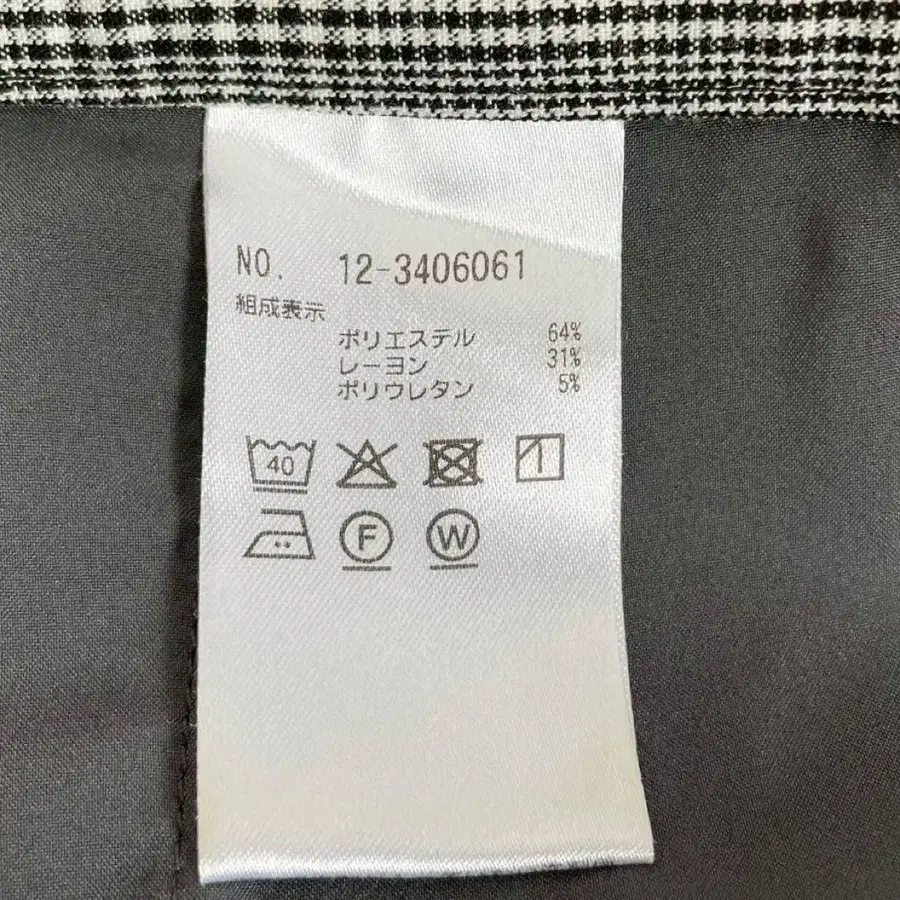 NO. 12-3406061
組成表示
ポリエステル 64%
レーヨン 31%
ポリウレタン 5%
40
F W